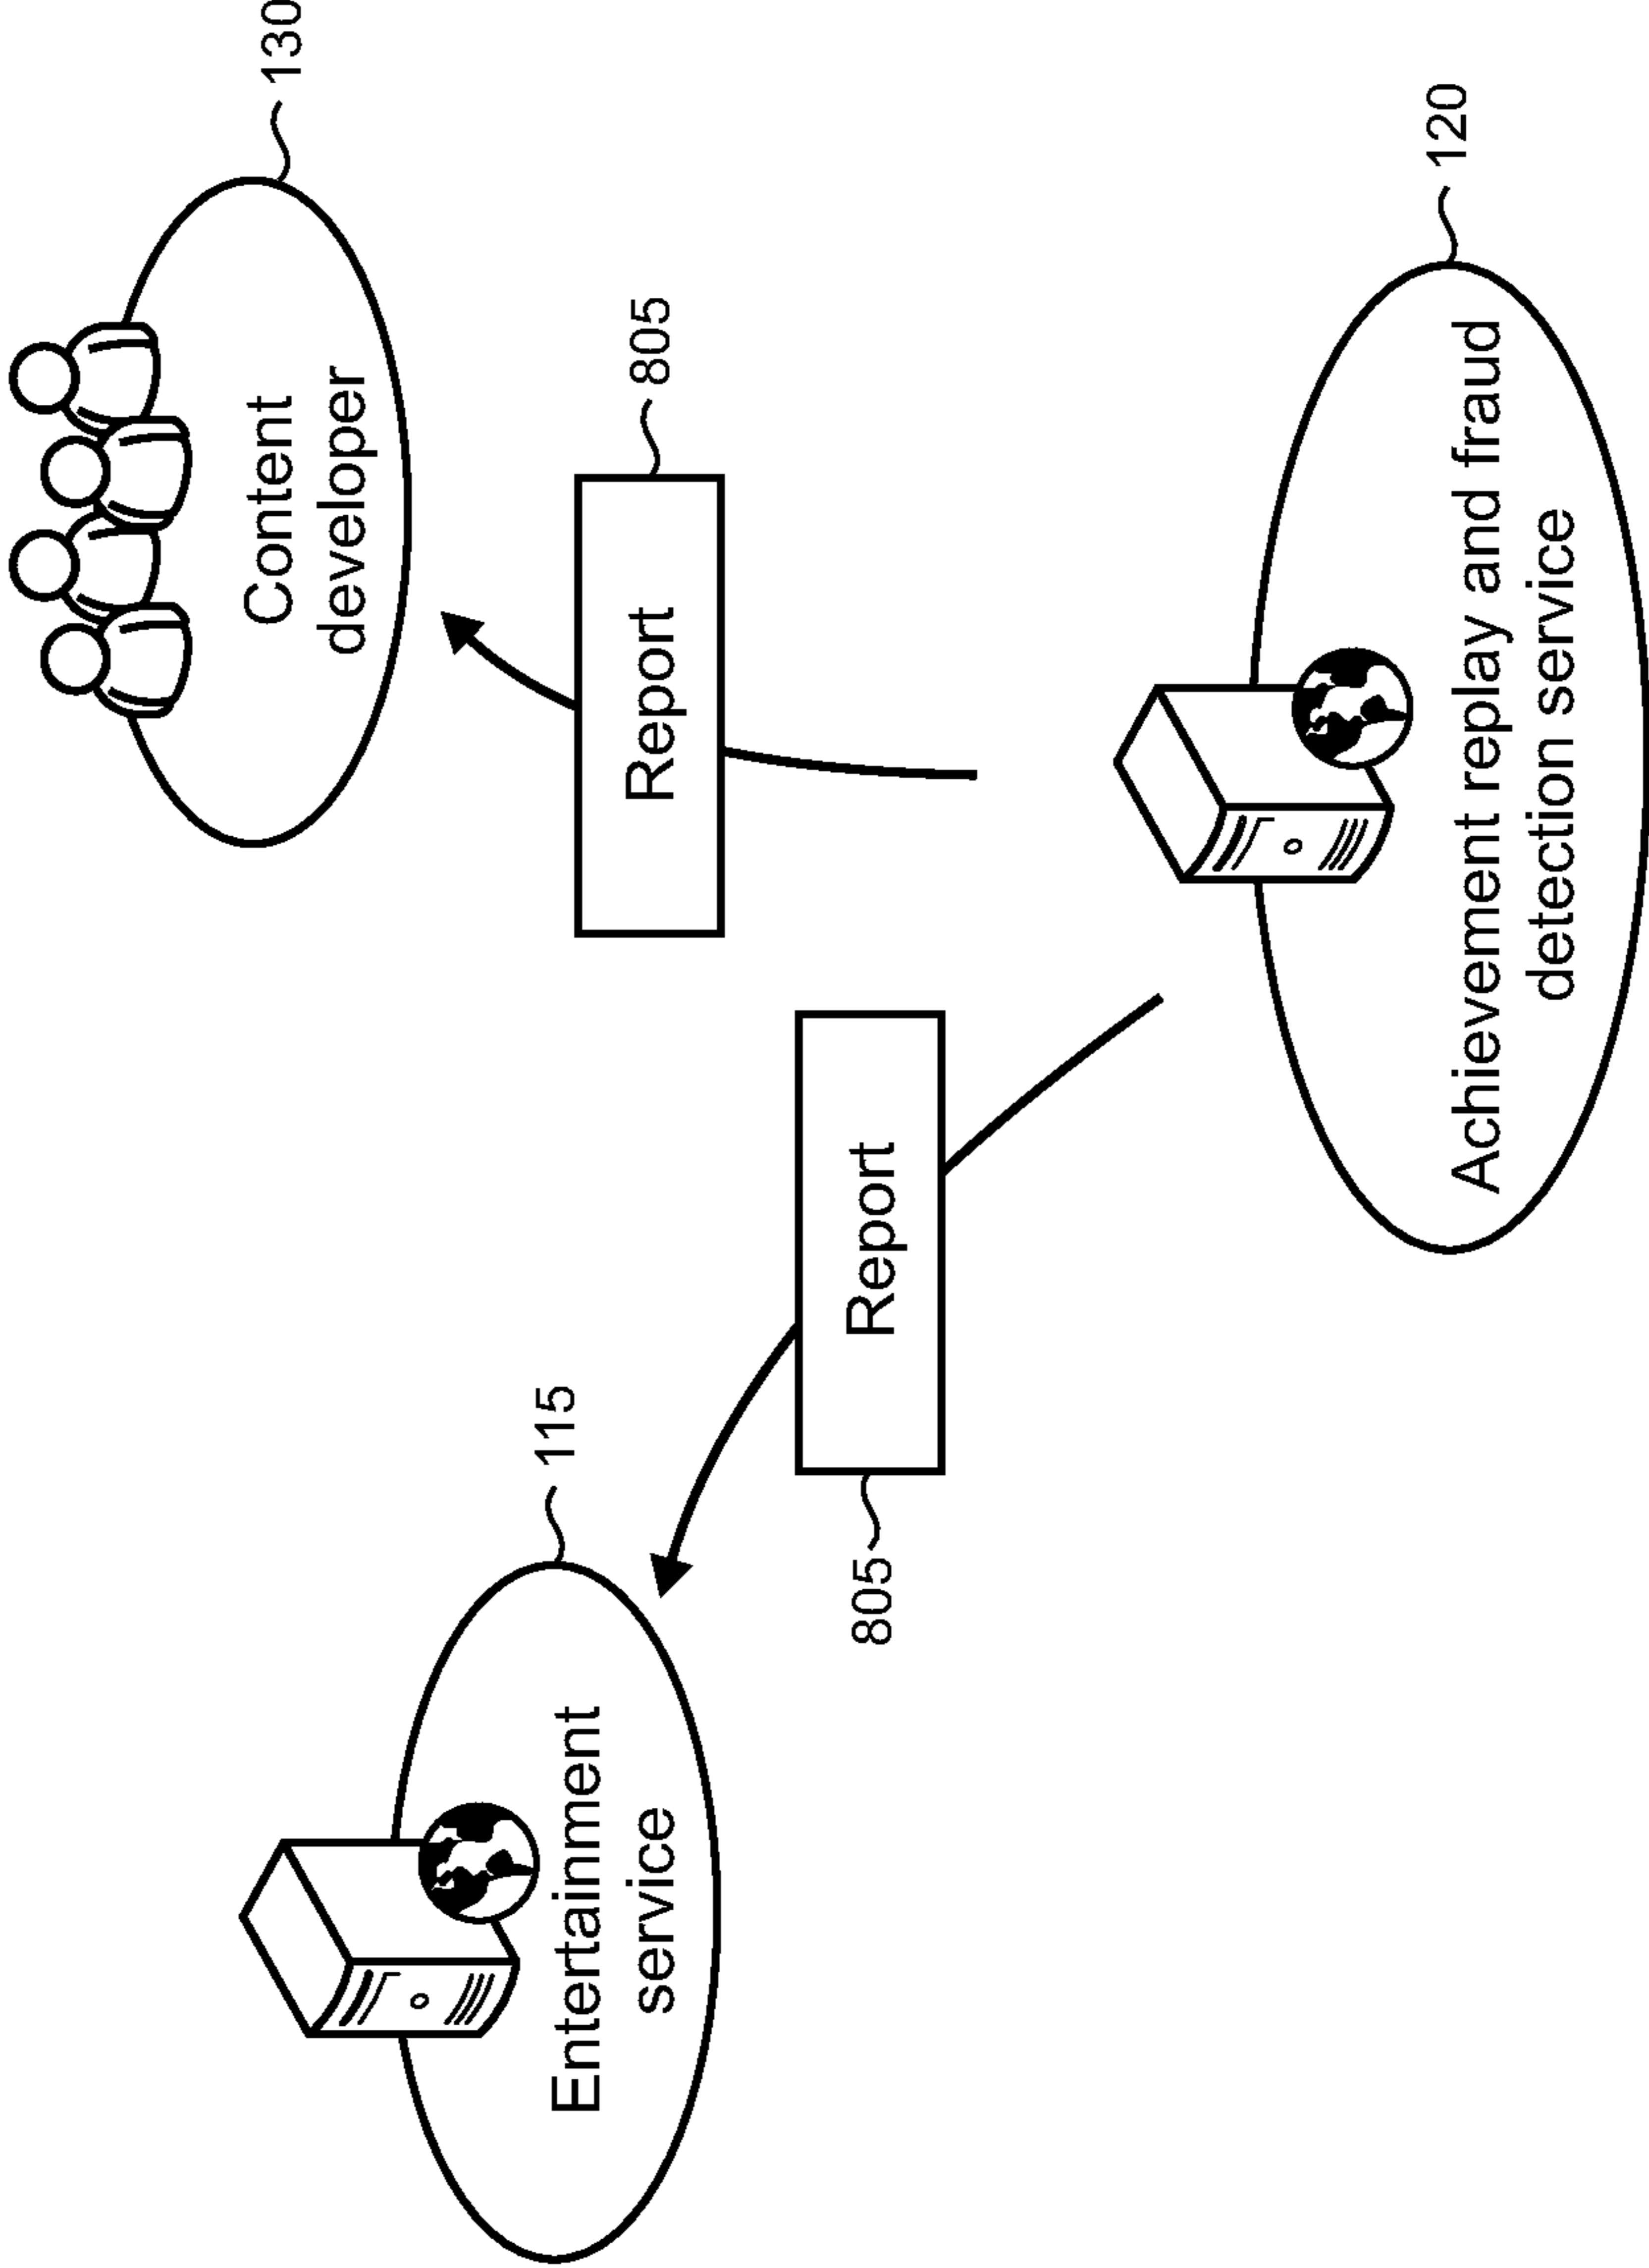 130
Content
developer
805
Report
115
Entertainment
service
Report
805
120
Achievement replay and fraud
detection service